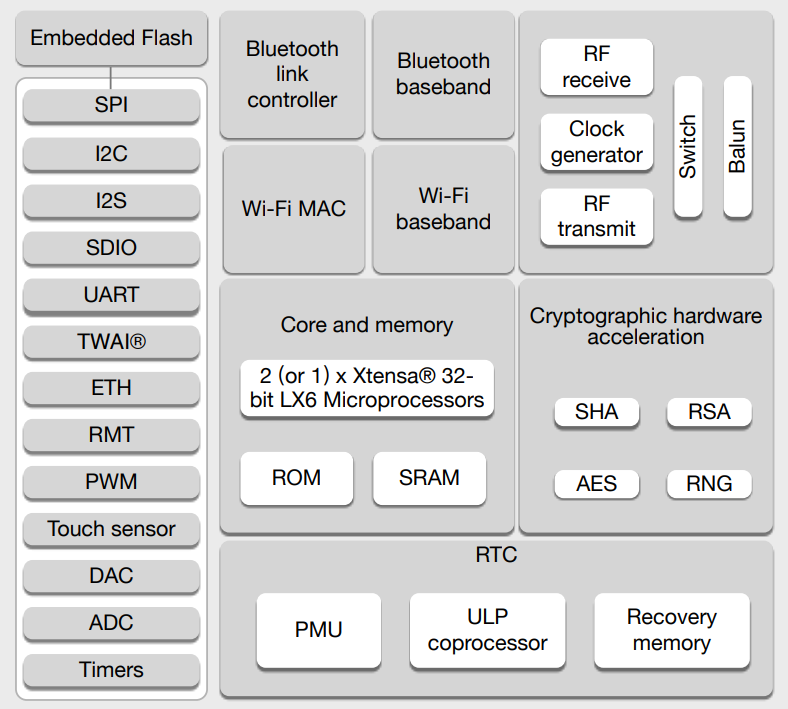 Embedded Flash
SPI
I2C
I2S
SDIO
UART
TWAI®
ETH
RMT
PWM
Touch sensor
DAC
ADC
Timers
Bluetooth
link
controller
Bluetooth
baseband
Wi-Fi MAC
Wi-Fi
baseband
RF
receive
Clock
generator
RF
transmit
Switch
Balun
Core and memory
2 (or 1) x Xtensa® 32-
bit LX6 Microprocessors
ROM
SRAM
Cryptographic hardware
acceleration
SHA
RSA
AES
RNG
RTC
PMU
ULP
coprocessor
Recovery
memory